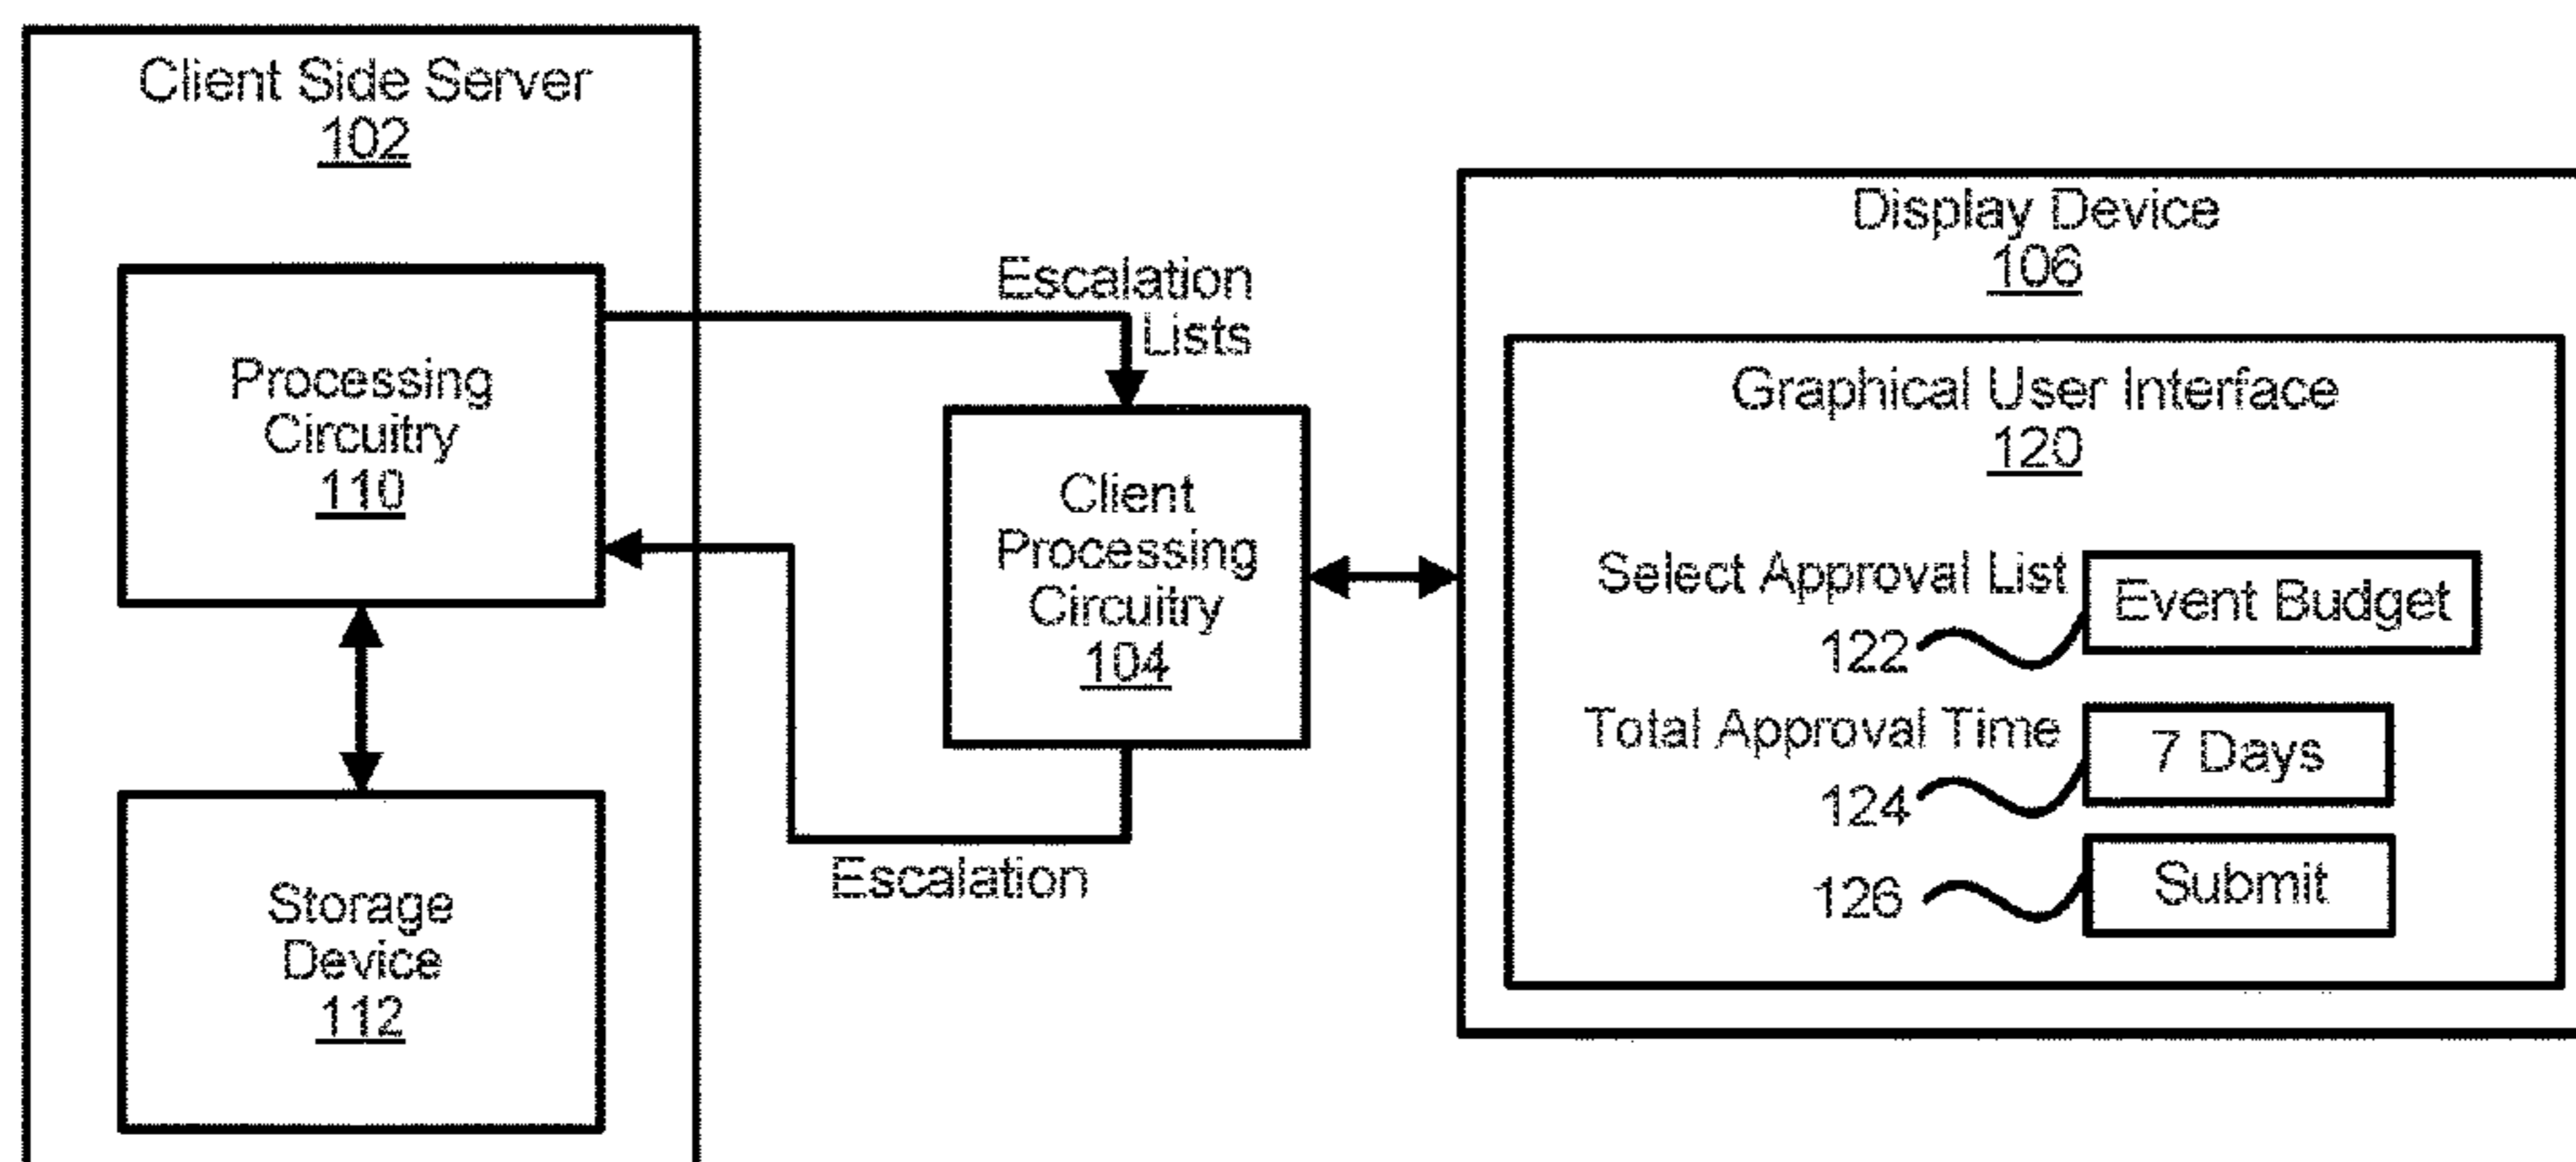 Client Side Server
102
Processing
Circuitry
110
Storage
Device
112
Escalation
Lists
Client
Processing
Circuitry
104
Escalation
Display Device
106
Graphical User Interface
120
Select Approval List
Event Budget
122
Total Approval Time
7 Days
124
Submit
126